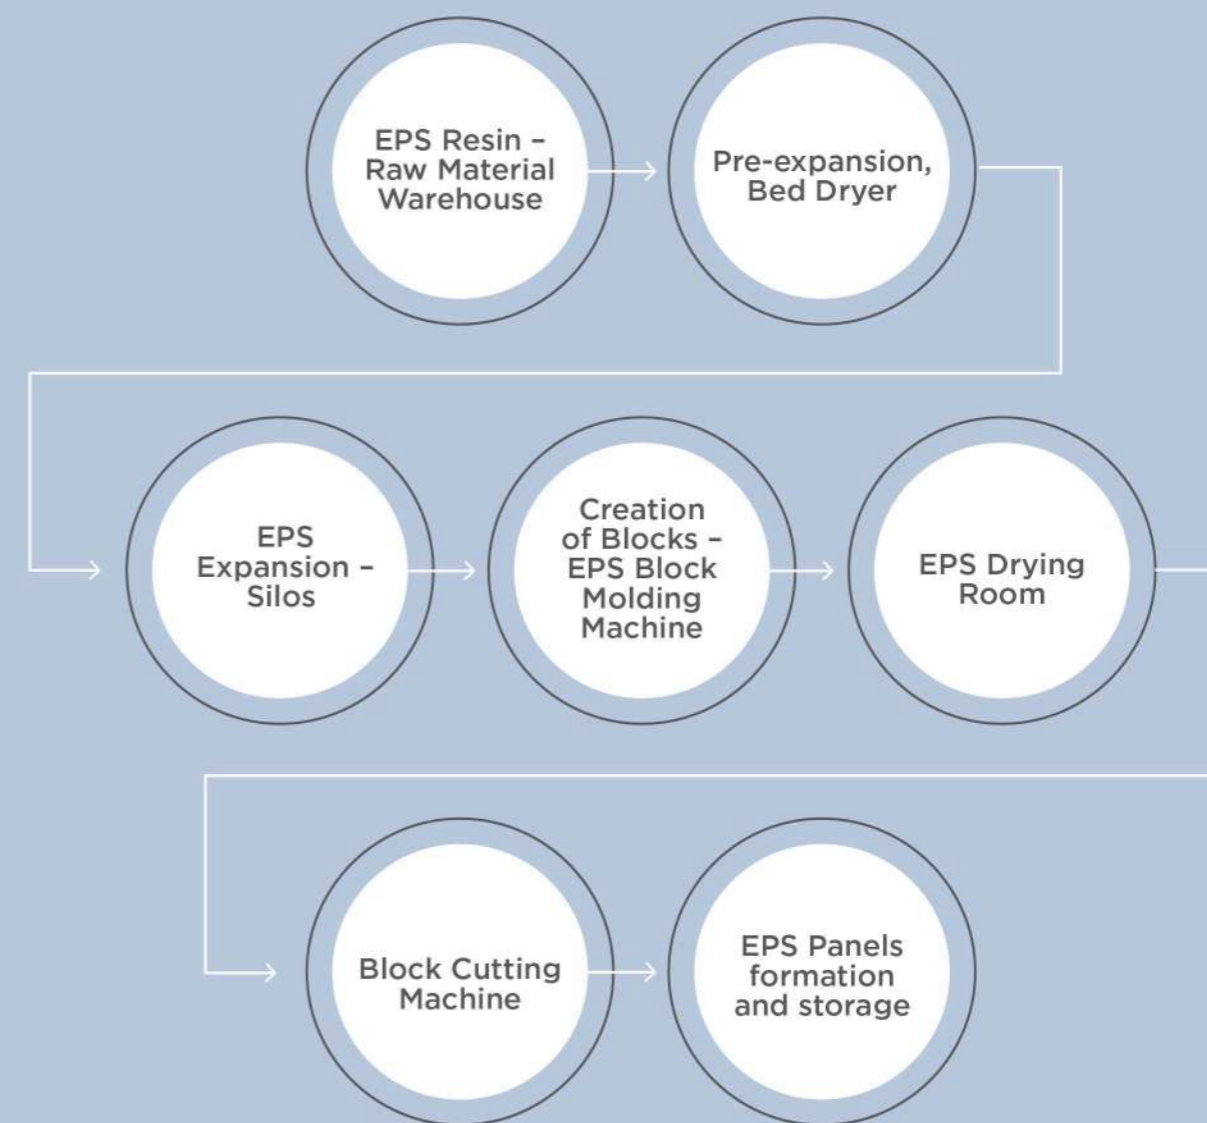 EPS Resin –
Raw Material
Warehouse
Pre-expansion,
Bed Dryer
EPS
Expansion –
Silos
Creation
of Blocks –
EPS Block
Molding
Machine
EPS Drying
Room
Block Cutting
Machine
EPS Panels
formation
and storage